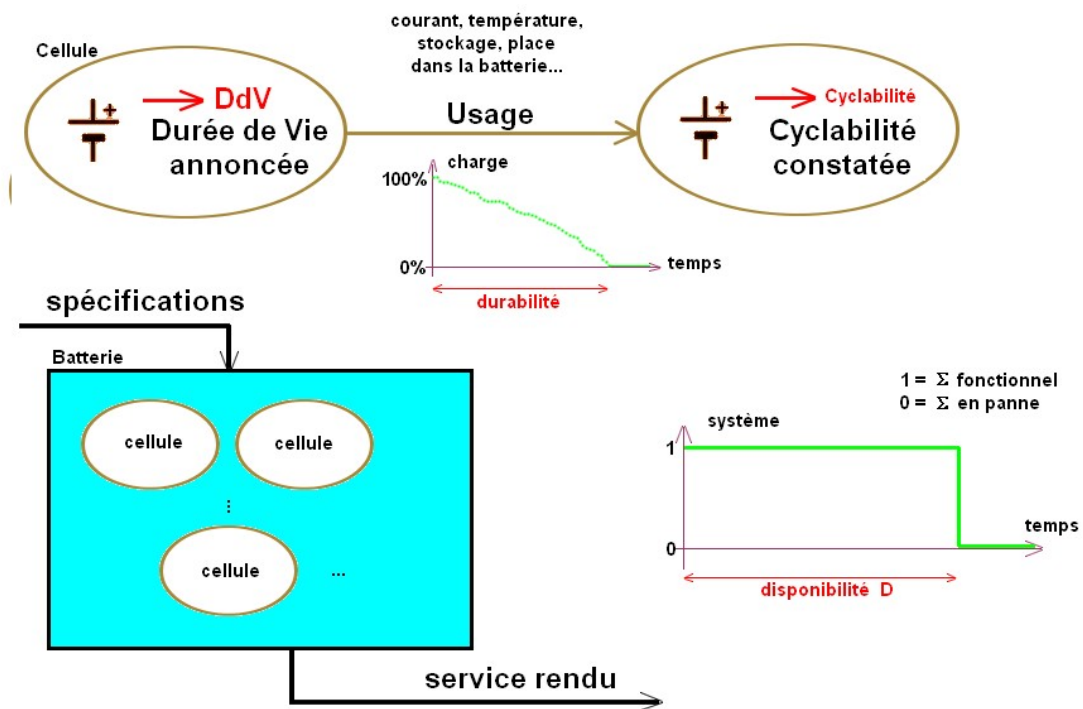 courant, température,
stockage, place
dans la batterie...
Cellule
+
DdV
Durée de Vie
annoncée
Usage
+
Cyclabilité
Cyclabilité
constatée
charge
100%
0%
temps
durabilité
spécifications
Batterie
cellule
cellule
⋮
cellule
...
1 = Σ fonctionnel
0 = Σ en panne
système
1
temps
0
disponibilité D
service rendu